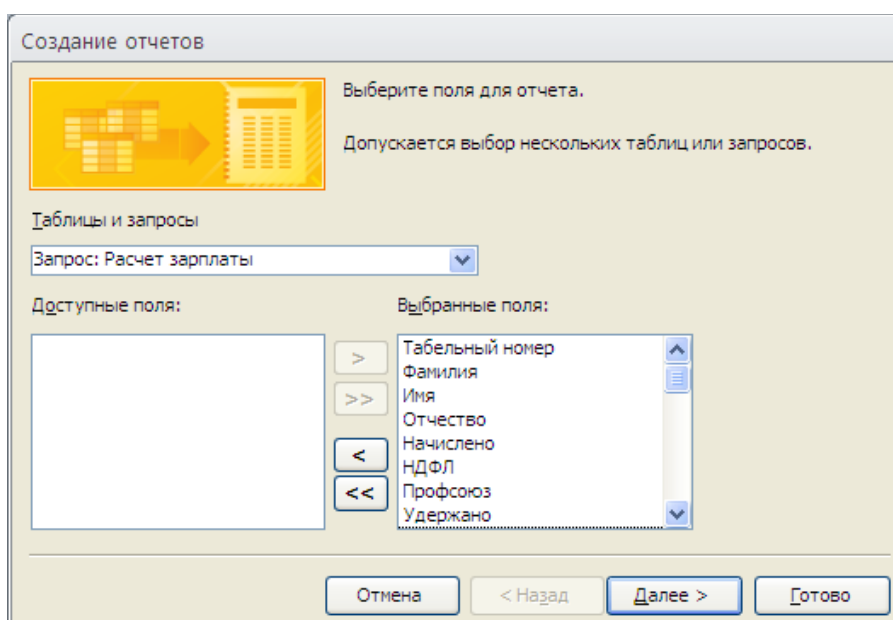 Создание отчетов
Выберите поля для отчета.
Допускается выбор нескольких таблиц или запросов.
Таблицы и запросы
Запрос: Расчет зарплаты
Доступные поля:
Выбранные поля:
Табельный номер
Фамилия
Имя
Отчество
Начислено
НДФЛ
Профсоюз
Удержано
>
>>
<
<<
Отмена
< Назад
Далее >
Готово